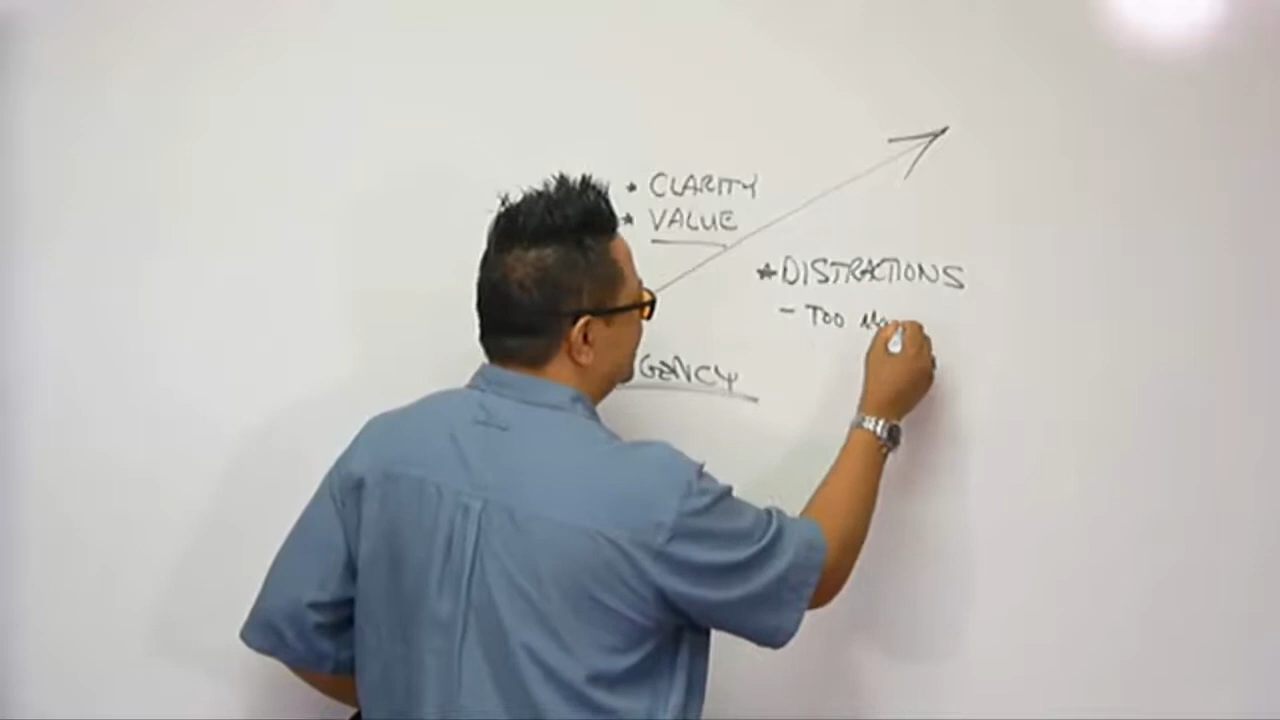 * CLARITY
* VALUE
* DISTRACTIONS
- TOO
GENCY